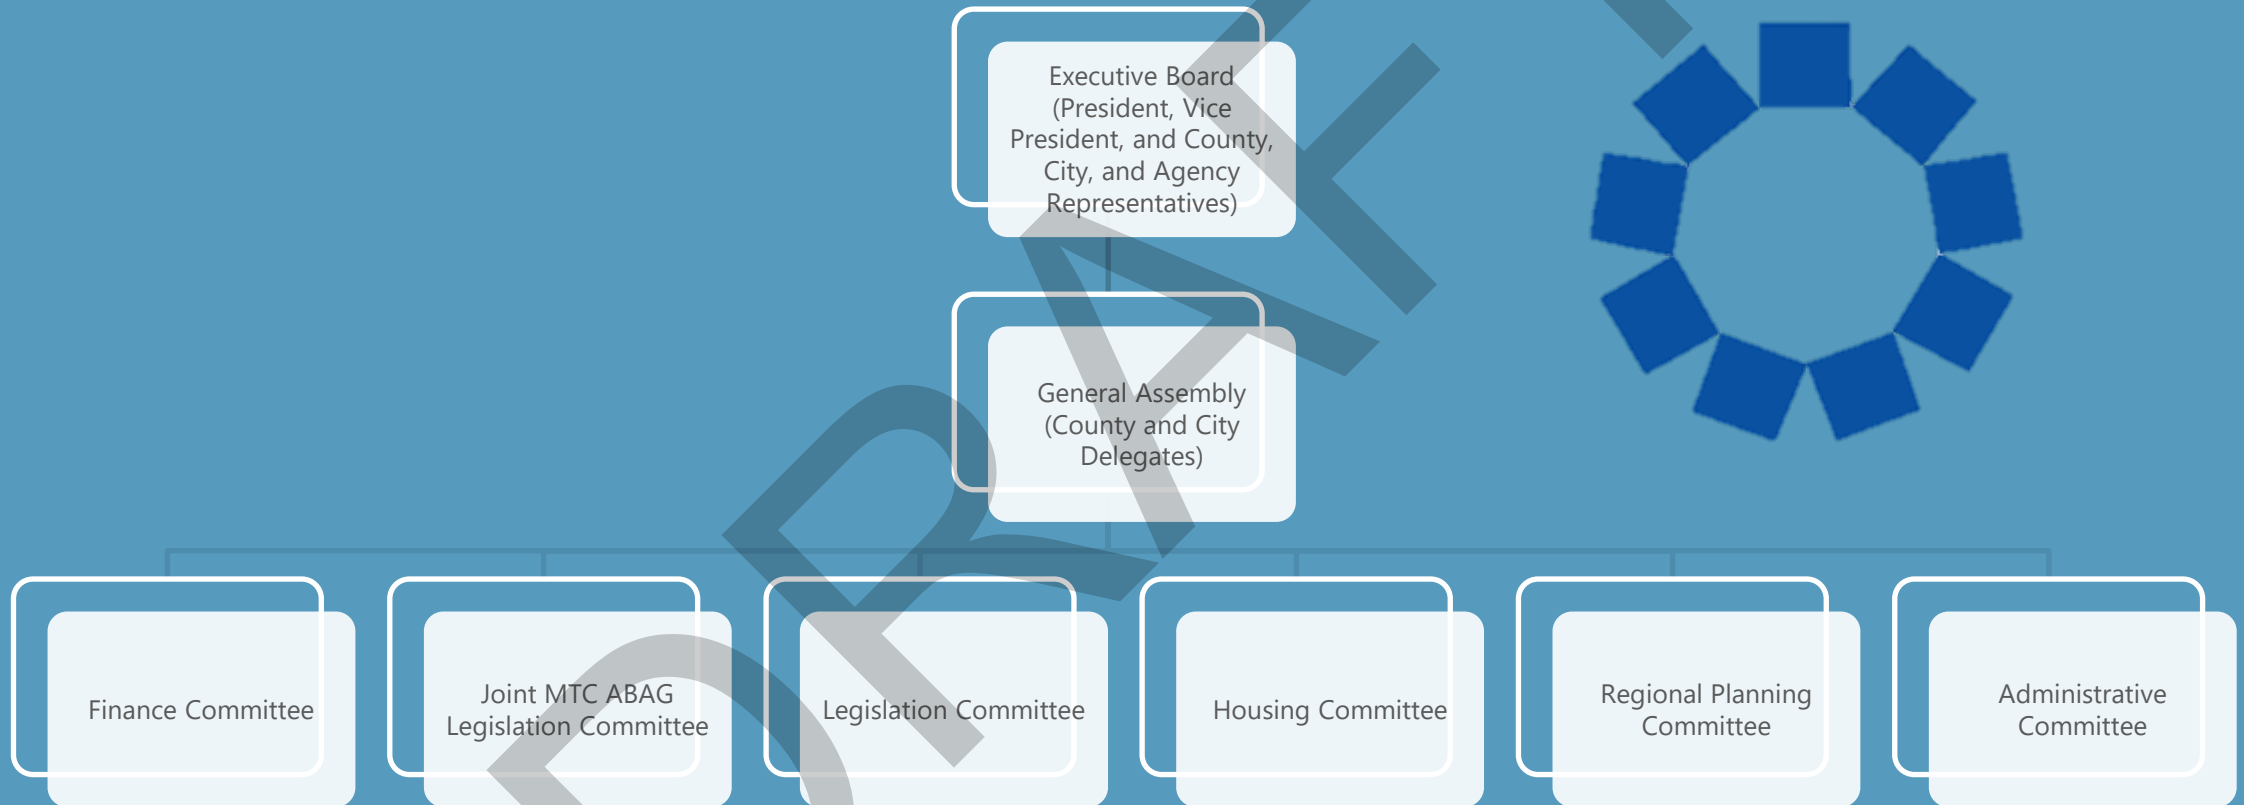 Executive Board
(President, Vice
President, and County,
City, and Agency
Representatives)
General Assembly
(County and City
Delegates)
Finance Committee
Joint MTC ABAG
Legislation Committee
Legislation Committee
Housing Committee
Regional Planning
Committee
Administrative
Committee
DRAFT